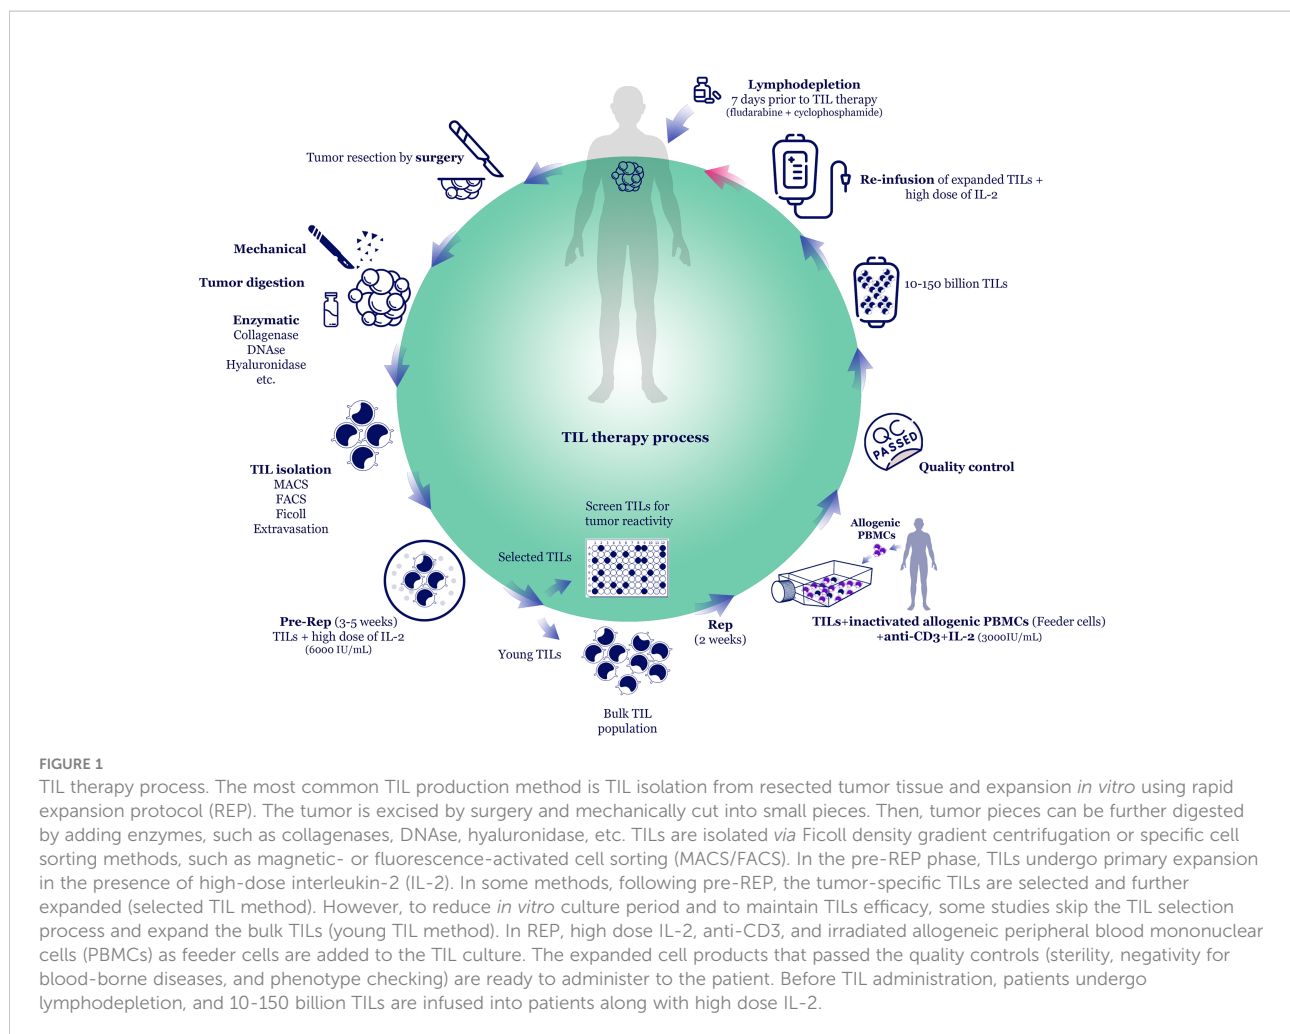 Lymphodepletion
7 days prior to TIL therapy
(fludarabine + cyclophosphamide)
Tumor resection by surgery
Re-infusion of expanded TILs +
high dose of IL-2
Mechanical
Tumor digestion
Enzymatic
Collagenase
DNAse
Hyaluronidase
etc.
10-150 billion TILs
TIL therapy process
QC
PASSED
Quality control
TIL isolation
MACS
FACS
Ficoll
Extravasation
Screen TILs for
tumor reactivity
Selected TILs
Allogenic
PBMCs
Pre-Rep (3-5 weeks)
TILs + high dose of IL-2
(6000 IU/mL)
Young TILs
Rep
(2 weeks)
TILs+inactivated allogenic PBMCs (Feeder cells)
+anti-CD3+IL-2 (3000IU/mL)
Bulk TIL
population
FIGURE 1
TIL therapy process. The most common TIL production method is TIL isolation from resected tumor tissue and expansion in vitro using rapid
expansion protocol (REP). The tumor is excised by surgery and mechanically cut into small pieces. Then, tumor pieces can be further digested
by adding enzymes, such as collagenases, DNAse, hyaluronidase, etc. TILs are isolated via Ficoll density gradient centrifugation or specific cell
sorting methods, such as magnetic- or fluorescence-activated cell sorting (MACS/FACS). In the pre-REP phase, TILs undergo primary expansion
in the presence of high-dose interleukin-2 (IL-2). In some methods, following pre-REP, the tumor-specific TILs are selected and further
expanded (selected TIL method). However, to reduce in vitro culture period and to maintain TILs efficacy, some studies skip the TIL selection
process and expand the bulk TILs (young TIL method). In REP, high dose IL-2, anti-CD3, and irradiated allogeneic peripheral blood mononuclear
cells (PBMCs) as feeder cells are added to the TIL culture. The expanded cell products that passed the quality controls (sterility, negativity for
blood-borne diseases, and phenotype checking) are ready to administer to the patient. Before TIL administration, patients undergo
lymphodepletion, and 10-150 billion TILs are infused into patients along with high dose IL-2.